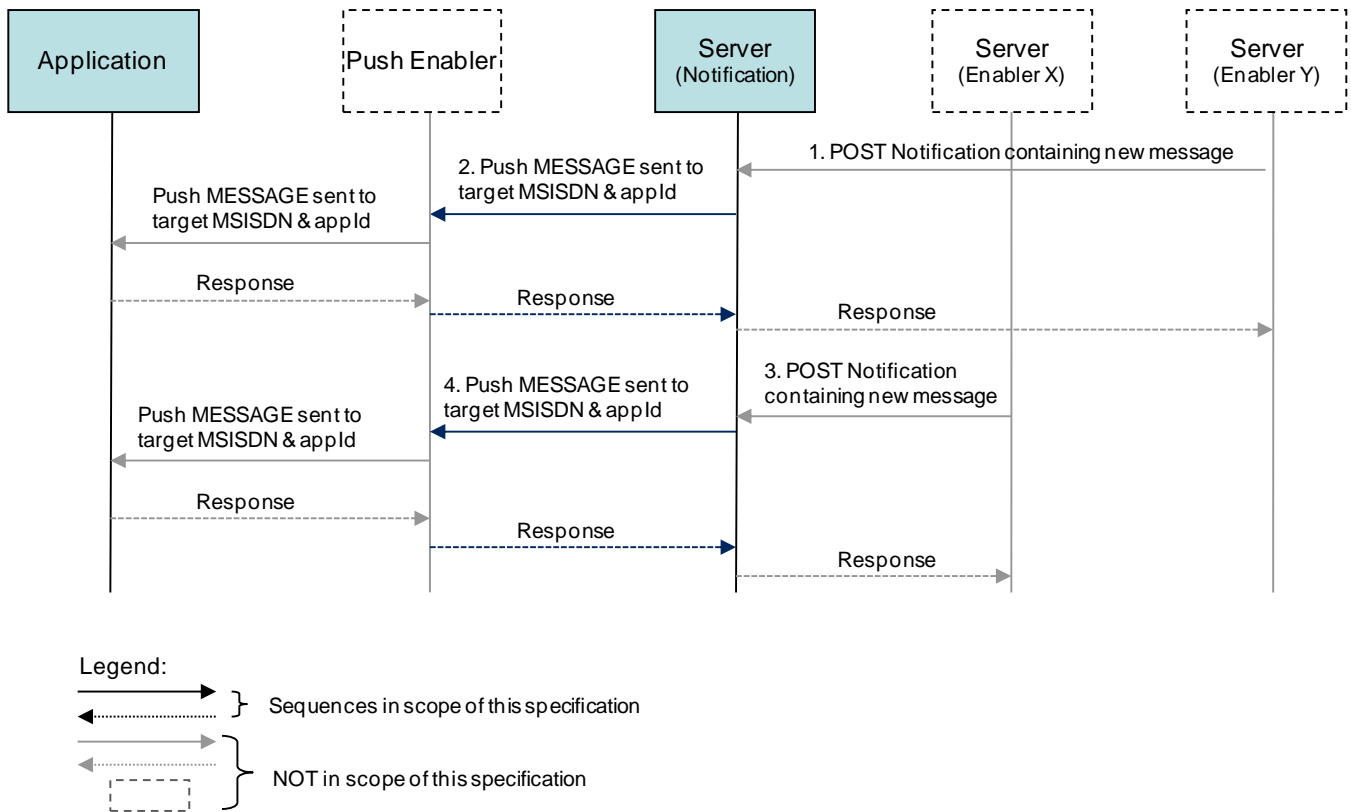 Application
Push Enabler
Server
(Notification)
Server
(Enabler X)
Server
(Enabler Y)
1. POST Notification containing new message
2. Push MESSAGE sent to
target MSISDN & appId
Push MESSAGE sent to
target MSISDN & appId
Response
Response
Response
3. POST Notification
containing new message
4. Push MESSAGE sent to
target MSISDN & appId
Push MESSAGE sent to
target MSISDN & appId
Response
Response
Response
Legend:
Sequences in scope of this specification
NOT in scope of this specification